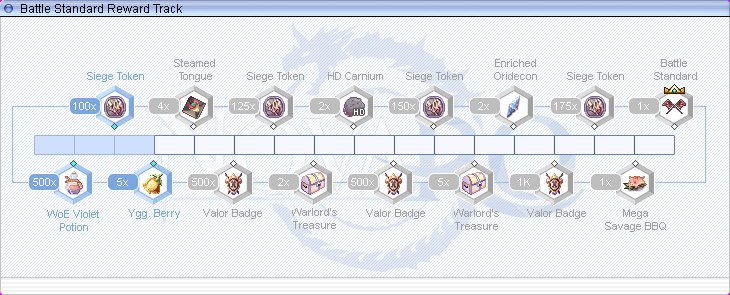 Battle Standard Reward Track
Steamed
Enriched
Battle
Siege Token
Tongue
Siege Token
HD Carnium
Siege Token
Oridecon
Siege Token
Standard
100x
4x
125x
2x
HD
150x
2x
175x
1x
NOVA
500x
5x
500x
2x
500x
5x
1K
1x
WoE Violet
Ygg. Berry
Valor Badge
Warlord's
Valor Badge
Warlord's
Valor Badge
Mega
Potion
Treasure
Treasure
Savage BBQ